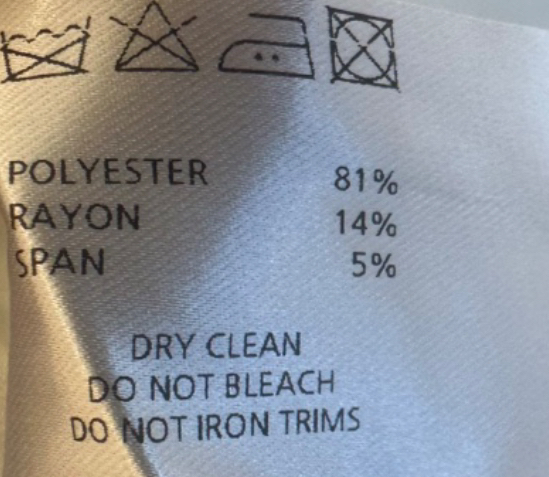 POLYESTER 81%
RAYON 14%
SPAN 5%
DRY CLEAN
DO NOT BLEACH
DO NOT IRON TRIMS